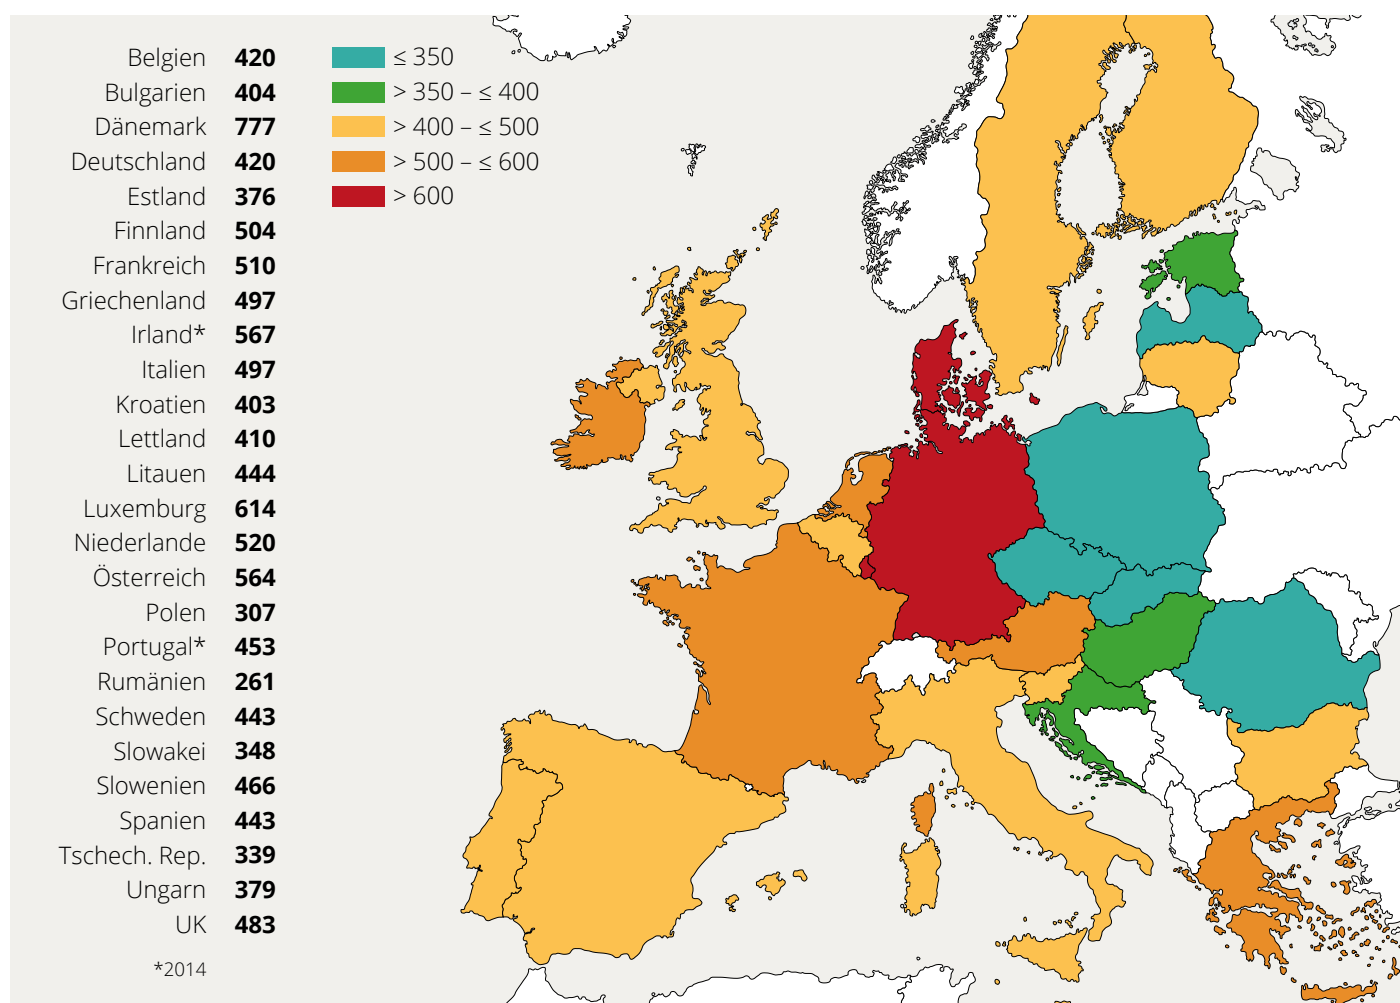 Belgien 420
Bulgarien 404
Dänemark 777
Deutschland 420
Estland 376
Finnland 504
Frankreich 510
Griechenland 497
Irland* 567
Italien 497
Kroatien 403
Lettland 410
Litauen 444
Luxemburg 614
Niederlande 520
Österreich 564
Polen 307
Portugal* 453
Rumänien 261
Schweden 443
Slowakei 348
Slowenien 466
Spanien 443
Tschech. Rep. 339
Ungarn 379
UK 483
*2014
≤ 350
> 350 – ≤ 400
> 400 – ≤ 500
> 500 – ≤ 600
> 600